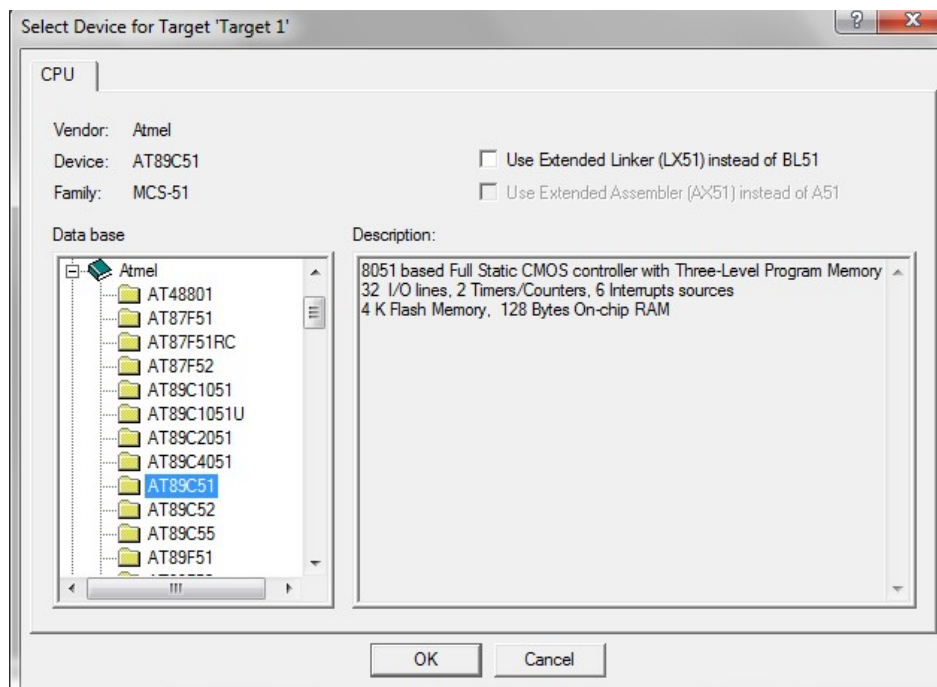 Select Device for Target 'Target 1'
CPU
Vendor: Atmel
Device: AT89C51
Family: MCS-51
Use Extended Linker (LX51) instead of BL51
Use Extended Assembler (AX51) instead of A51
Data base
Atmel
AT48801
AT87F51
AT87F51RC
AT87F52
AT89C1051
AT89C1051U
AT89C2051
AT89C4051
AT89C51
AT89C52
AT89C55
AT89F51
Description:
8051 based Full Static CMOS controller with Three-Level Program Memory
32 I/O lines, 2 Timers/Counters, 6 Interrupts sources
4 K Flash Memory, 128 Bytes On-chip RAM
OK
Cancel